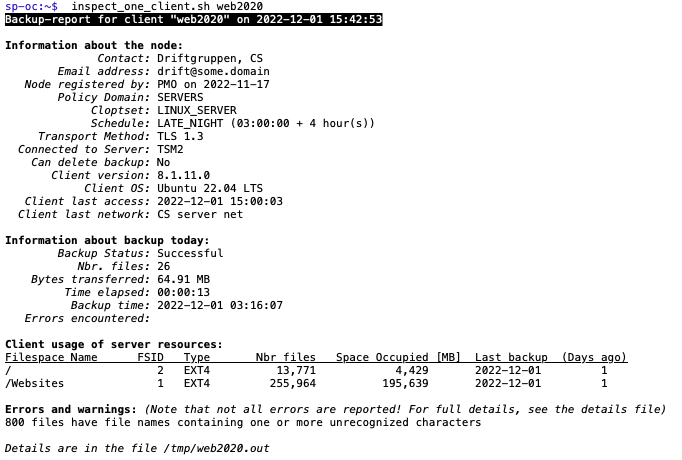 sp-oc:~$ inspect_one_client.sh web2020
Backup-report for client "web2020" on 2022-12-01 15:42:53
Information about the node:
Contact: Driftgruppen, CS
Email address: drift@some.domain
Node registered by: PMO on 2022-11-17
Policy Domain: SERVERS
Cloptset: LINUX_SERVER
Schedule: LATE_NIGHT (03:00:00 + 4 hour(s))
Transport Method: TLS 1.3
Connected to Server: TSM2
Can delete backup: No
Client version: 8.1.11.0
Client OS: Ubuntu 22.04 LTS
Client last access: 2022-12-01 15:00:03
Client last network: CS server net
Information about backup today:
Backup Status: Successful
Nbr. files: 26
Bytes transferred: 64.91 MB
Time elapsed: 00:00:13
Backup time: 2022-12-01 03:16:07
Errors encountered:
Client usage of server resources:
Filespace Name FSID Type Nbr files Space Occupied [MB] Last backup (Days ago)
/ 2 EXT4 13,771 4,429 2022-12-01 1
/Websites 1 EXT4 255,964 195,639 2022-12-01 1
Errors and warnings: (Note that not all errors are reported! For full details, see the details file)
800 files have file names containing one or more unrecognized characters
Details are in the file /tmp/web2020.out